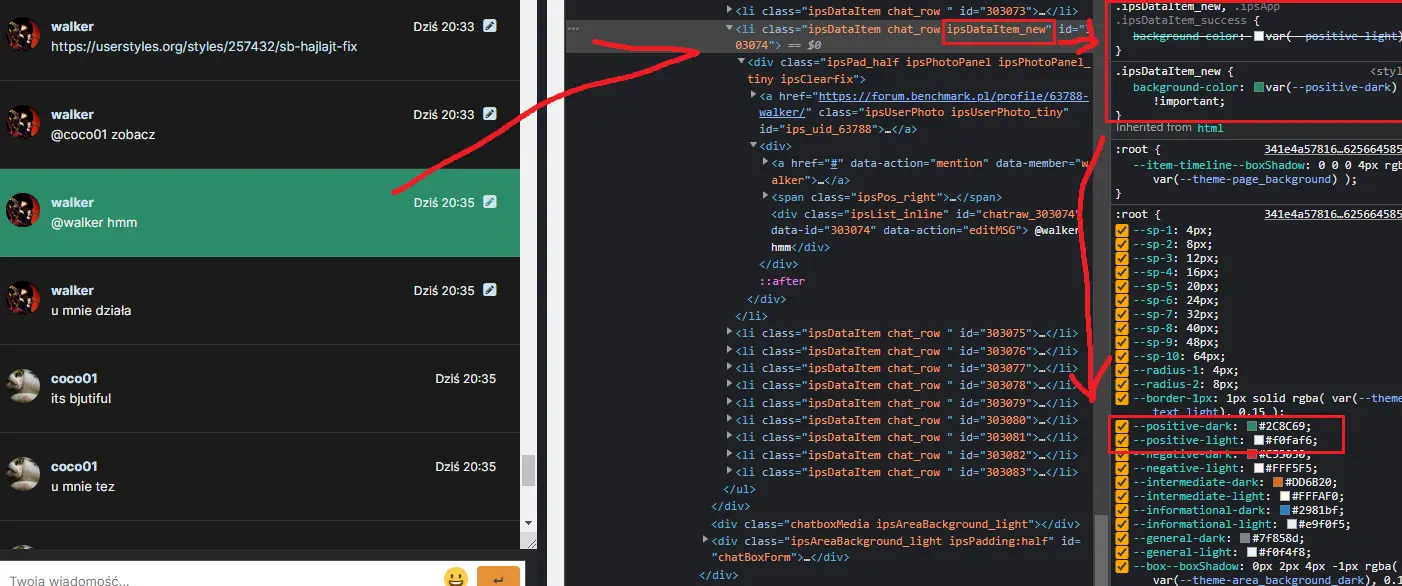 walker
Dziś 20:33
https://userstyles.org/styles/257432/sb-hajlajt-fix
walker
Dziś 20:33
@coco01 zobacz
walker
Dziś 20:35
@walker hmm
walker
Dziś 20:35
u mnie działa
coco01
Dziś 20:35
its bjutiful
coco01
Dziś 20:35
u mnie tez
Twoja wiadomość...
<li class="ipsDataItem chat_row " id="303073">…</li>
<li class="ipsDataItem chat_row ipsDataItem_new" id="3
03074"> == $0
<div class="ipsPad_half ipsPhotoPanel ipsPhotoPanel_
tiny ipsClearfix">
<a href="https://forum.benchmark.pl/profile/63788-
walker/" class="ipsUserPhoto ipsUserPhoto_tiny"
id="ips_uid_63788">…</a>
<div>
<a href="#" data-action="mention" data-member="w
alker">…</a>
<span class="ipsPos_right">…</span>
<div class="ipsList_inline" id="chatraw_303074"
data-id="303074" data-action="editMSG"> @walker
hmm</div>
</div>
::after
</div>
</li>
<li class="ipsDataItem chat_row " id="303075">…</li>
<li class="ipsDataItem chat_row " id="303076">…</li>
<li class="ipsDataItem chat_row " id="303077">…</li>
<li class="ipsDataItem chat_row " id="303078">…</li>
<li class="ipsDataItem chat_row " id="303079">…</li>
<li class="ipsDataItem chat_row " id="303080">…</li>
<li class="ipsDataItem chat_row " id="303081">…</li>
<li class="ipsDataItem chat_row " id="303082">…</li>
<li class="ipsDataItem chat_row " id="303083">…</li>
</ul>
</div>
<div class="chatboxMedia ipsAreaBackground_light"></div>
<div class="ipsAreaBackground_light ipsPadding:half" id=
"chatBoxForm">…</div>
</div>
.ipsDataItem_new, .ipsApp
.ipsDataItem_success {
background-color: var(--positive-light)
}
.ipsDataItem_new { <styl
background-color: var(--positive-dark)
!important;
}
Inherited from html
:root { 341e4a57816…625664585
--item-timeline--boxShadow: 0 0 0 4px rgb
var(--theme-page_background) );
}
:root { 341e4a57816…625664585
--sp-1: 4px;
--sp-2: 8px;
--sp-3: 12px;
--sp-4: 16px;
--sp-5: 20px;
--sp-6: 24px;
--sp-7: 32px;
--sp-8: 40px;
--sp-9: 48px;
--sp-10: 64px;
--radius-1: 4px;
--radius-2: 8px;
--border-1px: 1px solid rgba( var(--theme
text_light), 0.15 );
--positive-dark: #2C8C69;
--positive-light: #f0faf6;
--negative-dark:
--negative-light: #FFF5F5;
--intermediate-dark: #DD6B20;
--intermediate-light: #FFFAF0;
--informational-dark: #2981bf;
--informational-light: #e9f0f5;
--general-dark: #7f858d;
--general-light: #f0f4f8;
--box--boxShadow: 0px 2px 4px -1px rgba(
var(--theme-area_background_dark), 0.1